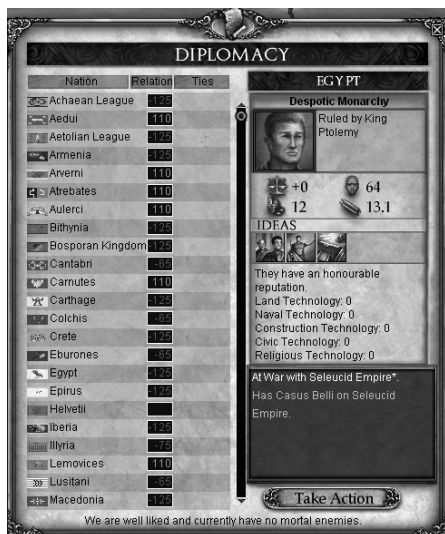 DIPLOMACY
Nation Relation Ties
Achaean League -125
Aedui 110
Aetolian League -125
Armenia -125
Arverni 110
Atrebates 110
Aulerci 110
Bithynia -125
Bosporan Kingdom -125
Cantabri -65
Carnutes 110
Carthage -125
Colchis -65
Crete -125
Eburones -65
Egypt -125
Epirus -125
Helvetii
Iberia -125
Illyria -75
Lemovices 110
Lusitani -65
Macedonia -125
EGYPT
Despotic Monarchy
Ruled by King
Ptolemy
+0 64
12 13.1
IDEAS
They have an honourable
reputation.
Land Technology: 0
Naval Technology: 0
Construction Technology: 0
Civic Technology: 0
Religious Technology: 0
At War with Seleucid Empire*.
Has Casus Belli on Seleucid
Empire.
Take Action
We are well liked and currently have no mortal enemies.